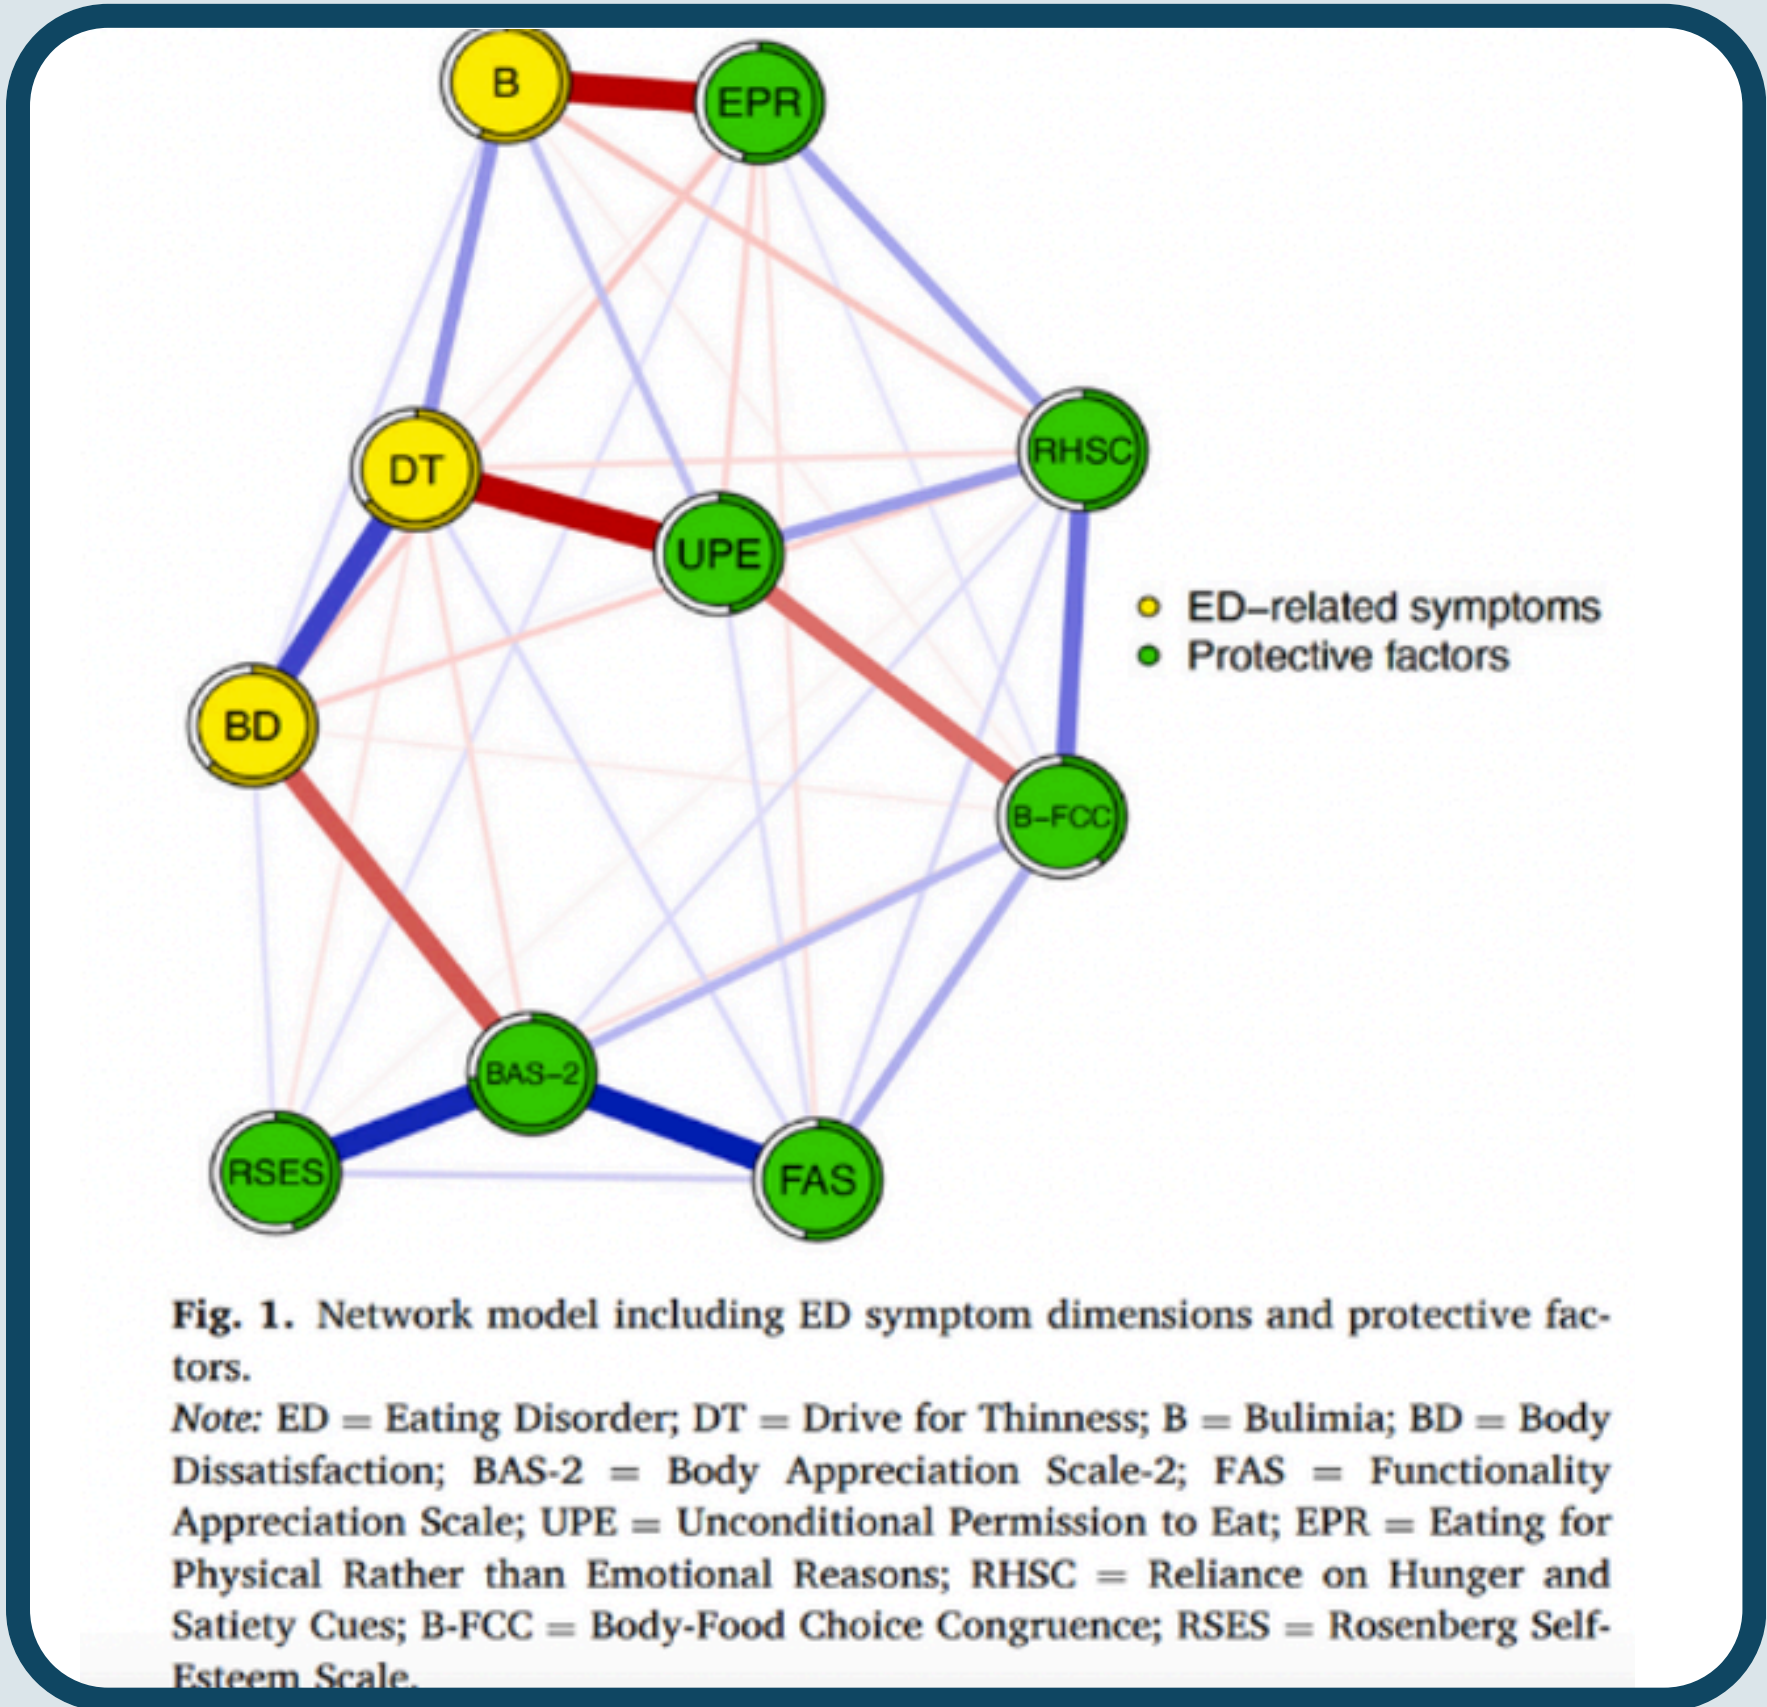 B
EPR
DT
RHSC
UPE
ED–related symptoms
Protective factors
BD
B–FCC
BAS–2
RSES
FAS
Fig. 1. Network model including ED symptom dimensions and protective fac-
tors.
Note: ED = Eating Disorder; DT = Drive for Thinness; B = Bulimia; BD = Body
Dissatisfaction; BAS-2 = Body Appreciation Scale-2; FAS = Functionality
Appreciation Scale; UPE = Unconditional Permission to Eat; EPR = Eating for
Physical Rather than Emotional Reasons; RHSC = Reliance on Hunger and
Satiety Cues; B-FCC = Body-Food Choice Congruence; RSES = Rosenberg Self-
Esteem Scale.